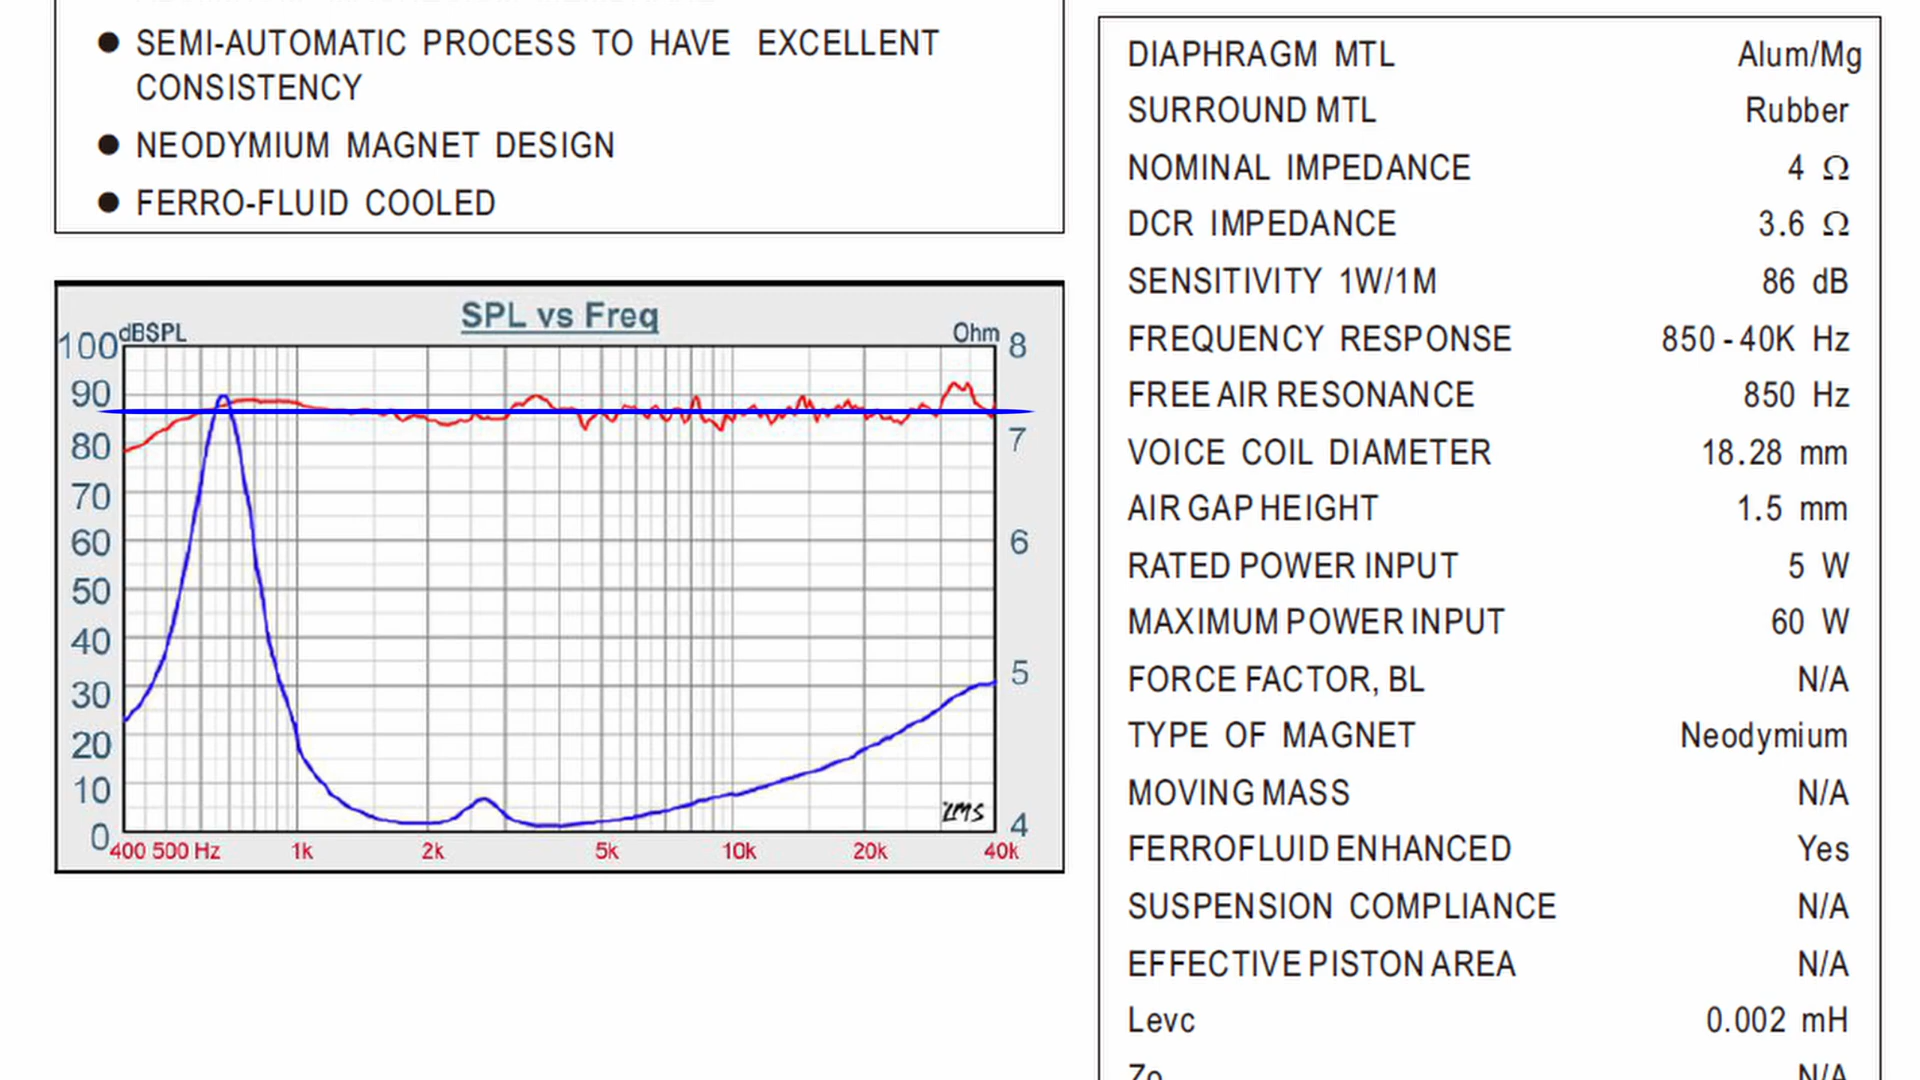 ● SEMI-AUTOMATIC PROCESS TO HAVE EXCELLENT
CONSISTENCY
● NEODYMIUM MAGNET DESIGN
● FERRO-FLUID COOLED
SPL vs Freq
dBSPL
Ohm
100
90
80
70
60
50
40
30
20
10
0
8
7
6
5
4
LMS
400 500 Hz 1k 2k 5k 10k 20k 40k
DIAPHRAGM MTL Alum/Mg
SURROUND MTL Rubber
NOMINAL IMPEDANCE 4 Ω
DCR IMPEDANCE 3.6 Ω
SENSITIVITY 1W/1M 86 dB
FREQUENCY RESPONSE 850-40K Hz
FREE AIR RESONANCE 850 Hz
VOICE COIL DIAMETER 18.28 mm
AIR GAP HEIGHT 1.5 mm
RATED POWER INPUT 5 W
MAXIMUM POWER INPUT 60 W
FORCE FACTOR, BL N/A
TYPE OF MAGNET Neodymium
MOVING MASS N/A
FERROFLUID ENHANCED Yes
SUSPENSION COMPLIANCE N/A
EFFECTIVE PISTON AREA N/A
Levc 0.002 mH
Zo N/A